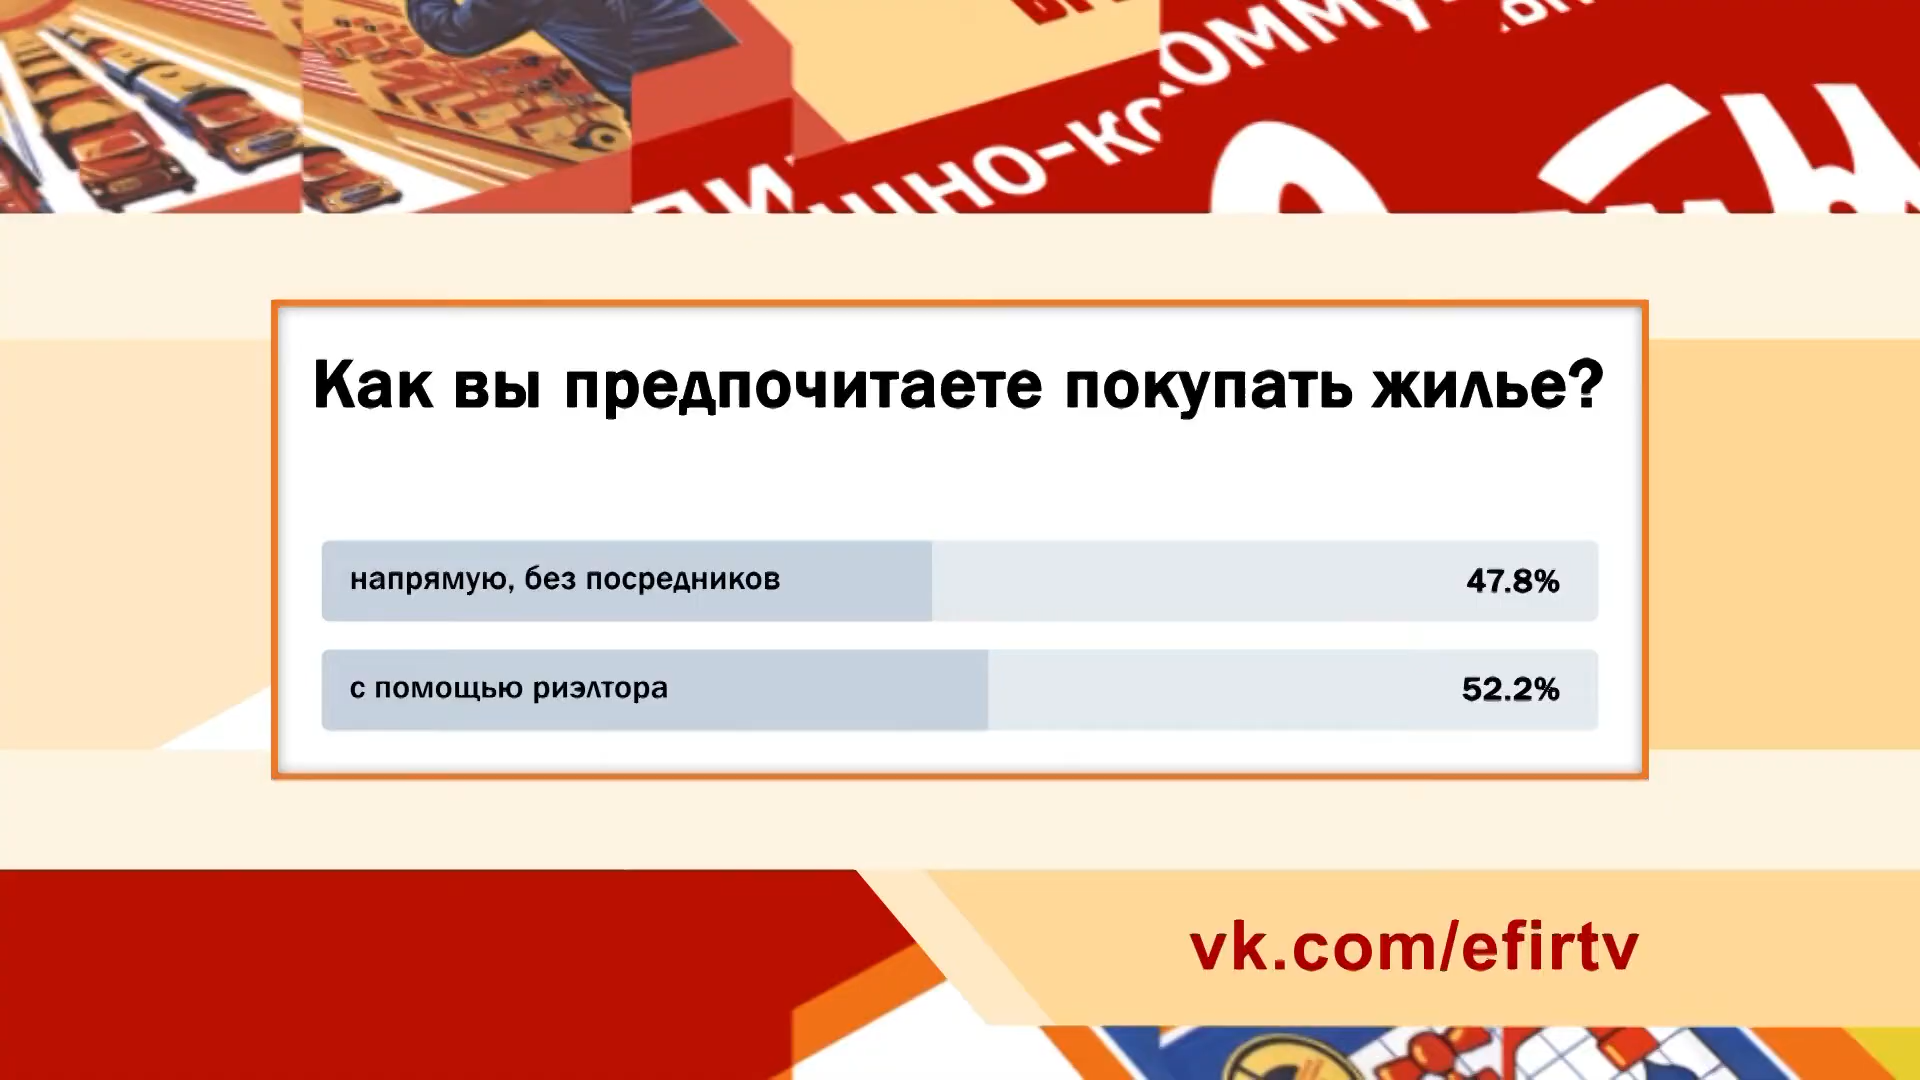 Как вы предпочитаете покупать жилье?
напрямую, без посредников
47.8%
с помощью риэлтора
52.2%
vk.com/efirtv